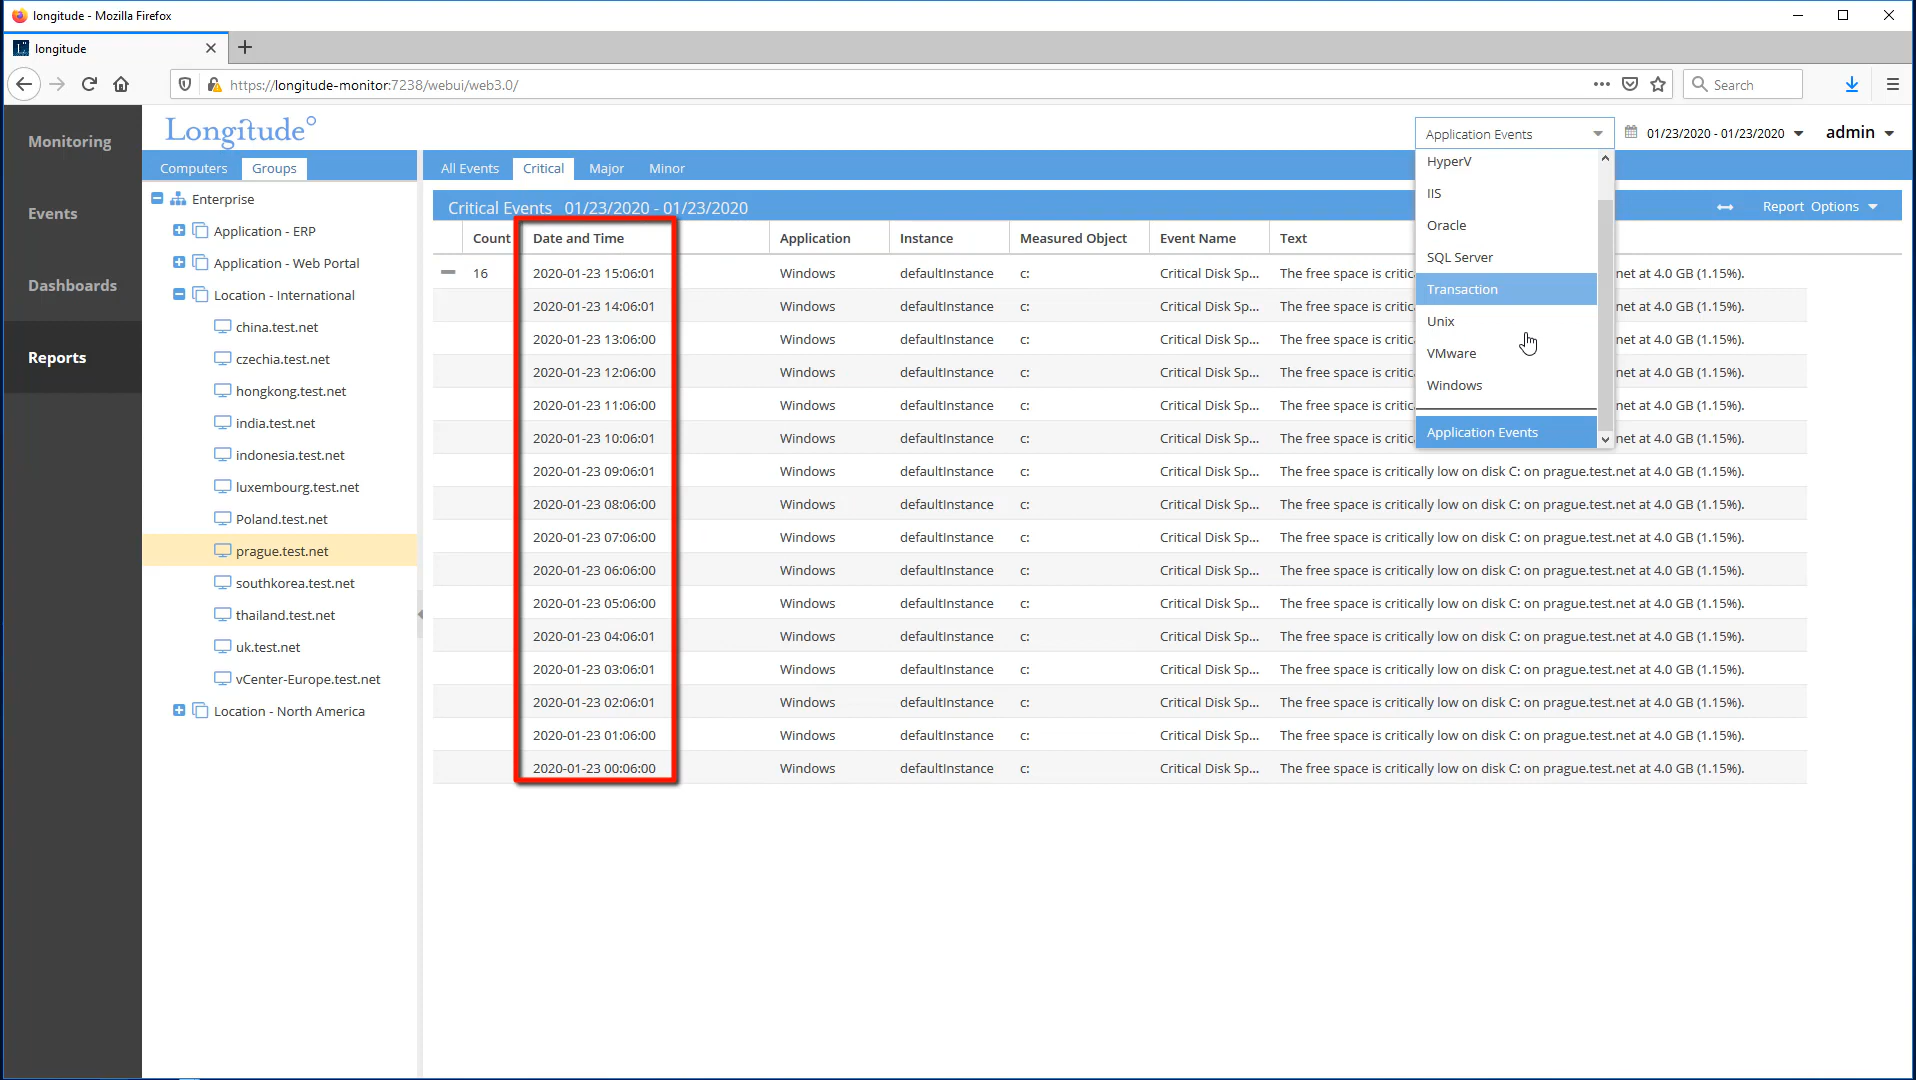 longitude - Mozilla Firefox
longitude
https://longitude-monitor:7238/webui/web3.0/
Search
Longitude
Application Events
01/23/2020 - 01/23/2020
admin
Monitoring
Events
Dashboards
Reports
Computers
Groups
Enterprise
Application - ERP
Application - Web Portal
Location - International
china.test.net
czechia.test.net
hongkong.test.net
india.test.net
indonesia.test.net
luxembourg.test.net
Poland.test.net
prague.test.net
southkorea.test.net
thailand.test.net
uk.test.net
vCenter-Europe.test.net
Location - North America
All Events
Critical
Major
Minor
Critical Events 01/23/2020 - 01/23/2020
Report Options
HyperV
IIS
Oracle
SQL Server
Transaction
Unix
VMware
Windows
Application Events
Count Date and Time Application Instance Measured Object Event Name Text
16 2020-01-23 15:06:01 Windows defaultInstance c: Critical Disk Sp... The free space is critic net at 4.0 GB (1.15%).
2020-01-23 14:06:01 Windows defaultInstance c: Critical Disk Sp... The free space is critic net at 4.0 GB (1.15%).
2020-01-23 13:06:00 Windows defaultInstance c: Critical Disk Sp... The free space is critic net at 4.0 GB (1.15%).
2020-01-23 12:06:00 Windows defaultInstance c: Critical Disk Sp... The free space is critic net at 4.0 GB (1.15%).
2020-01-23 11:06:00 Windows defaultInstance c: Critical Disk Sp... The free space is critic net at 4.0 GB (1.15%).
2020-01-23 10:06:01 Windows defaultInstance c: Critical Disk Sp... The free space is critic net at 4.0 GB (1.15%).
2020-01-23 09:06:01 Windows defaultInstance c: Critical Disk Sp... The free space is critically low on disk C: on prague.test.net at 4.0 GB (1.15%).
2020-01-23 08:06:00 Windows defaultInstance c: Critical Disk Sp... The free space is critically low on disk C: on prague.test.net at 4.0 GB (1.15%).
2020-01-23 07:06:00 Windows defaultInstance c: Critical Disk Sp... The free space is critically low on disk C: on prague.test.net at 4.0 GB (1.15%).
2020-01-23 06:06:00 Windows defaultInstance c: Critical Disk Sp... The free space is critically low on disk C: on prague.test.net at 4.0 GB (1.15%).
2020-01-23 05:06:00 Windows defaultInstance c: Critical Disk Sp... The free space is critically low on disk C: on prague.test.net at 4.0 GB (1.15%).
2020-01-23 04:06:01 Windows defaultInstance c: Critical Disk Sp... The free space is critically low on disk C: on prague.test.net at 4.0 GB (1.15%).
2020-01-23 03:06:01 Windows defaultInstance c: Critical Disk Sp... The free space is critically low on disk C: on prague.test.net at 4.0 GB (1.15%).
2020-01-23 02:06:01 Windows defaultInstance c: Critical Disk Sp... The free space is critically low on disk C: on prague.test.net at 4.0 GB (1.15%).
2020-01-23 01:06:00 Windows defaultInstance c: Critical Disk Sp... The free space is critically low on disk C: on prague.test.net at 4.0 GB (1.15%).
2020-01-23 00:06:00 Windows defaultInstance c: Critical Disk Sp... The free space is critically low on disk C: on prague.test.net at 4.0 GB (1.15%).